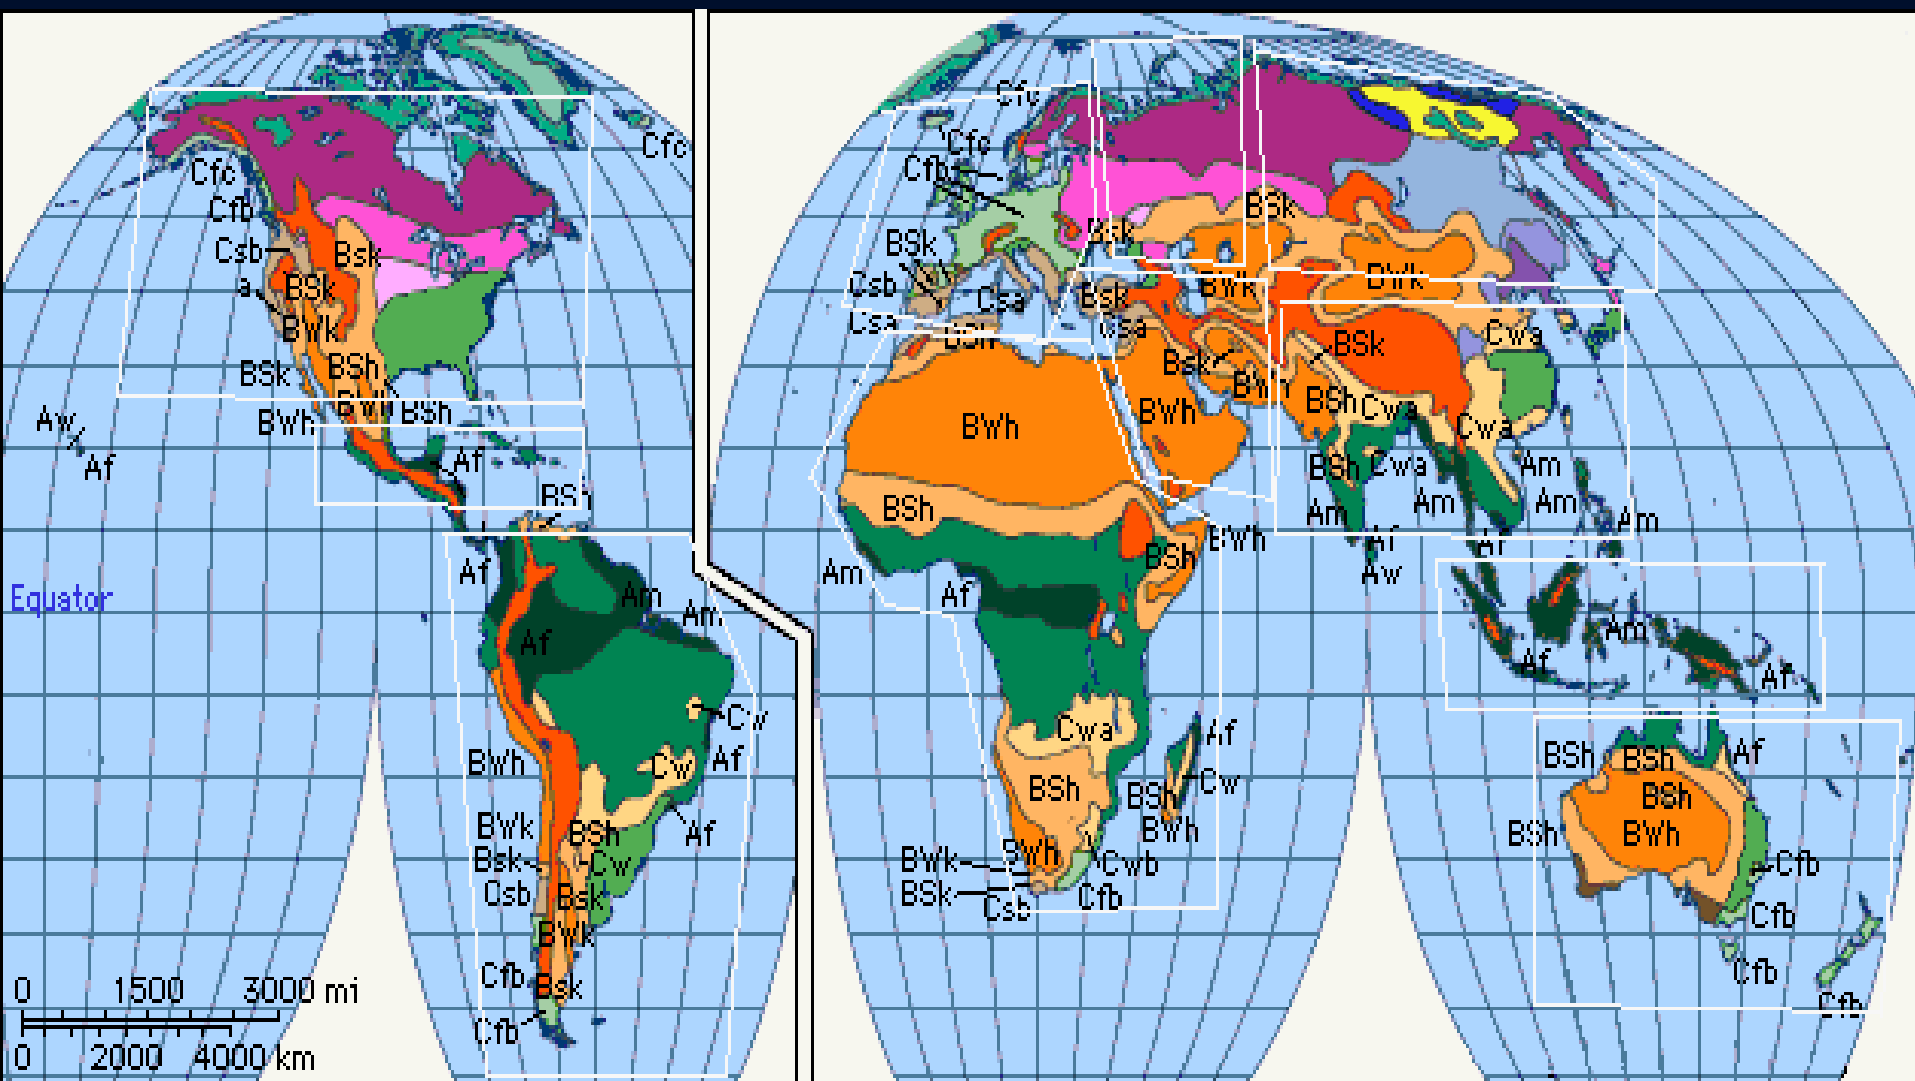 Cfc
Cfc
Cfb
Csb
a
BSk
Bsk
BWk
BSh
BSk
BWh
BWh
BSh
Aw
Af
Af
BSh
Af
Equator
Am
Am
Af
Cw
BWh
Cw
Af
BWk
BSh
Af
Bsk
Cw
Csb
Bsk
BWk
Cfb
Bsk
Cfb
0 1500 3000 mi
0 2000 4000 km
Cfc
Cfc
Cfb
BSk
Csb
Csa
Csa
BSh
Bsk
BSk
Bsk
Csa
BWk
BWk
Bsk
BWh
BSk
Cwa
BSh
Cwa
Cwa
BWh
BWh
BSh
BSh
Cwa
Am
Am
Am
Am
Am
BWh
BSh
Af
Af
Aw
Am
Af
Am
Af
Af
Cwa
Af
Cw
BSh
BSh
BWh
BWh
BWk
Cwb
BSk
Cfb
Csb
BSh
BSh
Af
BSh
BSh
BWh
Cfb
Cfb
Cfb
Cfb